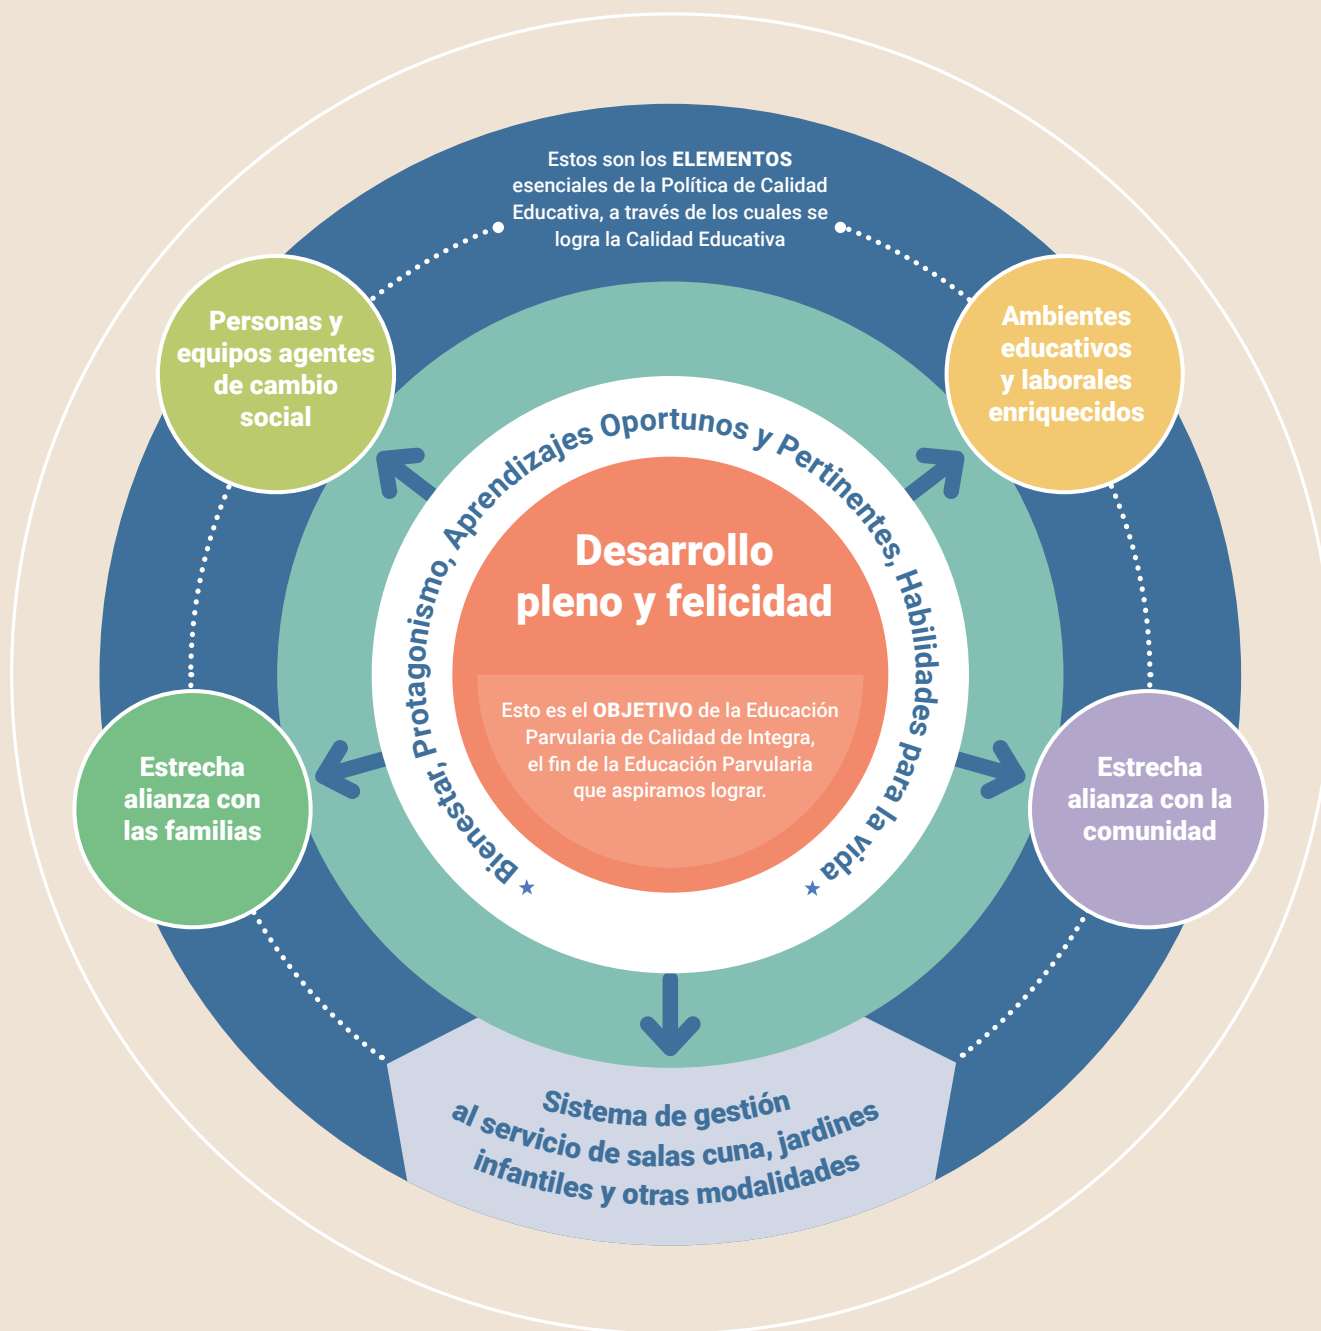 Estos son los ELEMENTOS
esenciales de la Política de Calidad
Educativa, a través de los cuales se
logra la Calidad Educativa
Personas y
equipos agentes
de cambio
social
Ambientes
educativos
y laborales
enriquecidos
★ Bienestar, Protagonismo, Aprendizajes Oportunos y Pertinentes, Habilidades para la vida ★
Desarrollo
pleno y felicidad
Esto es el OBJETIVO de la Educación
Parvularia de Calidad de Integra,
el fin de la Educación Parvularia
que aspiramos lograr.
Estrecha
alianza con
las familias
Estrecha
alianza con la
comunidad
Sistema de gestión
al servicio de salas cuna, jardines
infantiles y otras modalidades